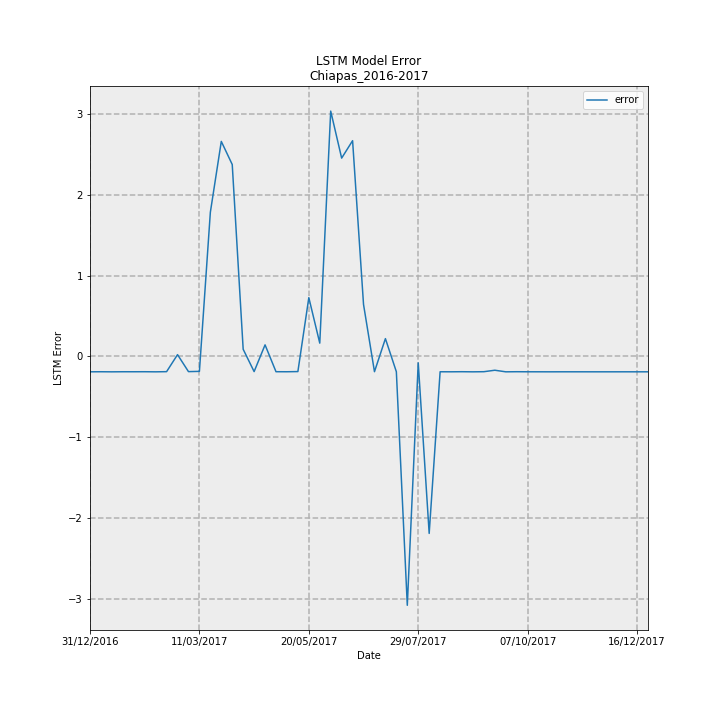 LSTM Model Error
Chiapas_2016-2017
error
3
2
1
0
−1
−2
−3
LSTM Error
31/12/2016
11/03/2017
20/05/2017
29/07/2017
07/10/2017
16/12/2017
Date